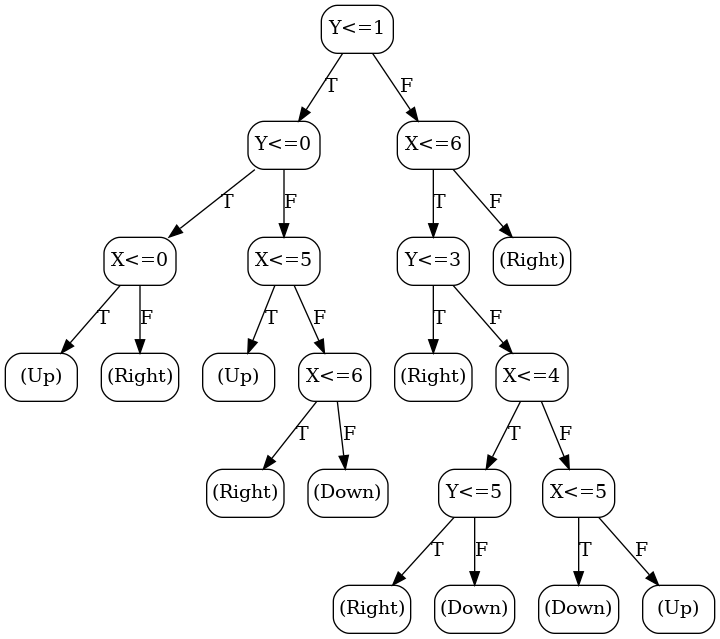 Y<=1
T
F
Y<=0
X<=6
T
F
T
F
X<=0
X<=5
Y<=3
(Right)
T
F
T
F
T
F
(Up)
(Right)
(Up)
X<=6
(Right)
X<=4
T
F
T
F
(Right)
(Down)
Y<=5
X<=5
T
F
T
F
(Right)
(Down)
(Down)
(Up)